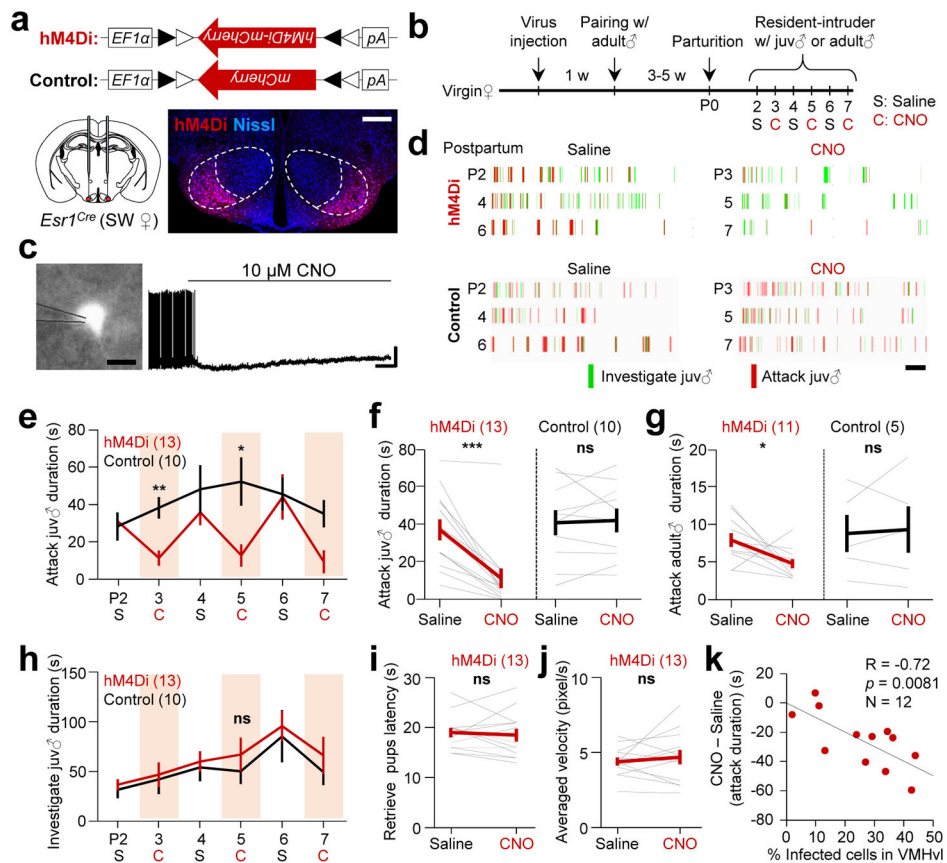 a
hM4Di:
EF1α
hM4Di-mCherry
pA
Control:
EF1α
mCherry
pA
hM4Di Nissl
Esr1Cre (SW ♀)
b
Virus injection
Pairing w/ adult♂
Parturition
Resident-intruder w/ juv♂ or adult♂
1 w
3-5 w
Virgin♀
P0
2 3 4 5 6 7
S C S C S C
S: Saline
C: CNO
c
10 µM CNO
d
Postpartum
Saline
CNO
hM4Di
P2
4
6
P3
5
7
Saline
CNO
Control
P2
4
6
P3
5
7
Investigate juv♂
Attack juv♂
e
Attack juv♂ duration (s)
80
60
40
20
0
hM4Di (13)
Control (10)
**
*
P2 3 4 5 6 7
S C S C S C
f
Attack juv♂ duration (s)
80
60
40
20
0
hM4Di (13)
***
Control (10)
ns
Saline CNO Saline CNO
g
Attack adult♂ duration (s)
20
15
10
5
0
hM4Di (11)
*
Control (5)
ns
Saline CNO Saline CNO
h
Investigate juv♂ duration (s)
150
100
50
0
hM4Di (13)
Control (10)
ns
P2 3 4 5 6 7
S C S C S C
i
Retrieve pups latency (s)
40
30
20
10
0
hM4Di (13)
ns
Saline CNO
j
Averaged velocity (pixel/s)
10
5
0
hM4Di (13)
ns
Saline CNO
k
CNO – Saline
(attack duration) (s)
20
0
-20
-40
-60
-80
R = -0.72
p = 0.0081
N = 12
0 10 20 30 40 50
% Infected cells in VMHvl